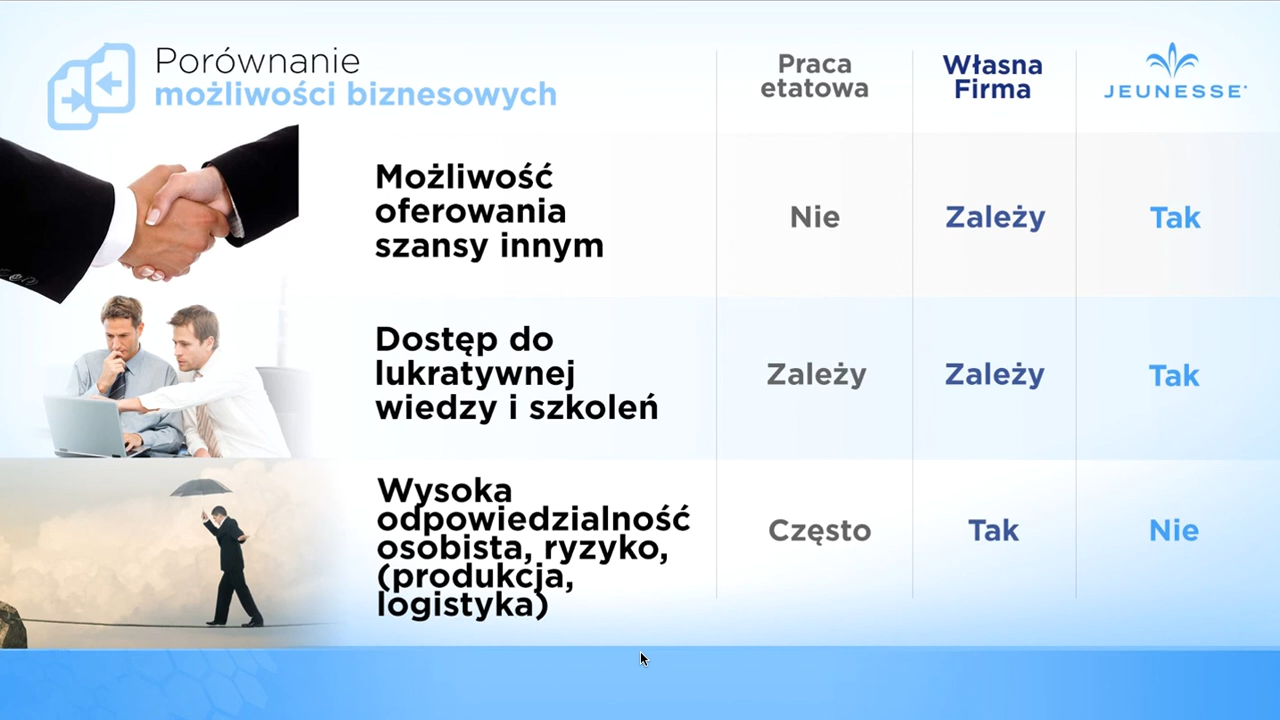 Porównanie
możliwości biznesowych
Praca
etatowa
Własna
Firma
JEUNESSE
Możliwość
oferowania
szansy innym
Nie
Zależy
Tak
Dostęp do
lukratywnej
wiedzy i szkoleń
Zależy
Zależy
Tak
Wysoka
odpowiedzialność
osobista, ryzyko,
(produkcja,
logistyka)
Często
Tak
Nie